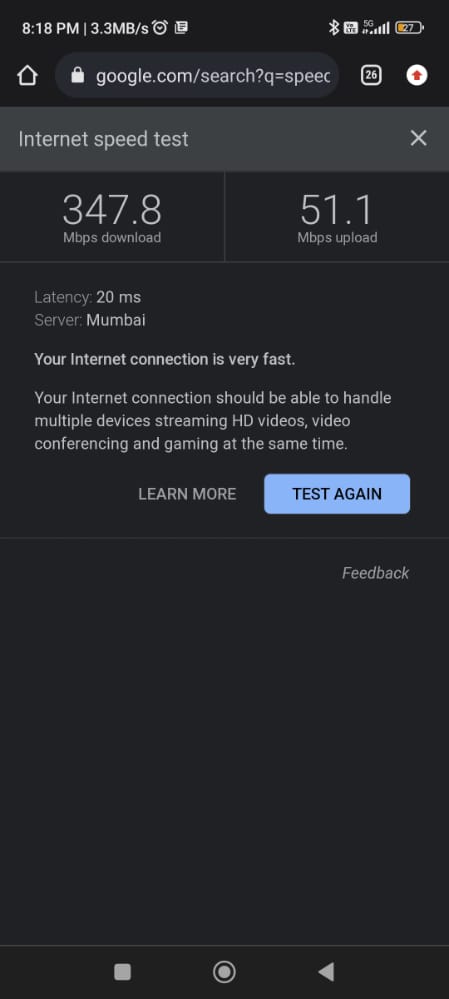 8:18 PM | 3.3MB/s
Vo LTE 5G 27
google.com/search?q=speed
26
Internet speed test
347.8
Mbps download
51.1
Mbps upload
Latency: 20 ms
Server: Mumbai
Your Internet connection is very fast.
Your Internet connection should be able to handle
multiple devices streaming HD videos, video
conferencing and gaming at the same time.
LEARN MORE
TEST AGAIN
Feedback